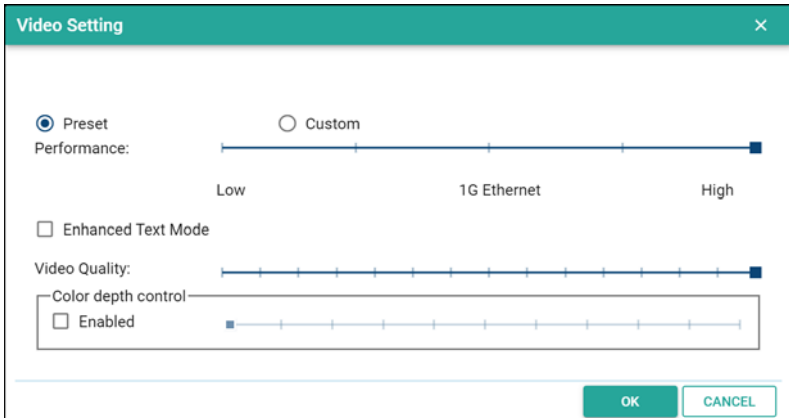 Video Setting
Preset
Custom
Performance:
Low
1G Ethernet
High
Enhanced Text Mode
Video Quality:
Color depth control
Enabled
OK
CANCEL